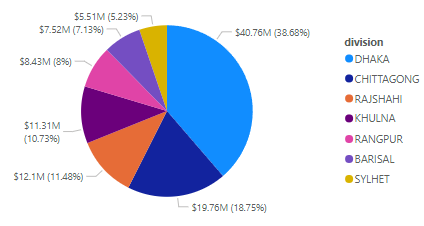 $5.51M (5.23%)
$7.52M (7.13%)
$40.76M (38.68%)
$8.43M (8%)
$11.31M
(10.73%)
$12.1M (11.48%)
$19.76M (18.75%)
division
DHAKA
CHITTAGONG
RAJSHAHI
KHULNA
RANGPUR
BARISAL
SYLHET